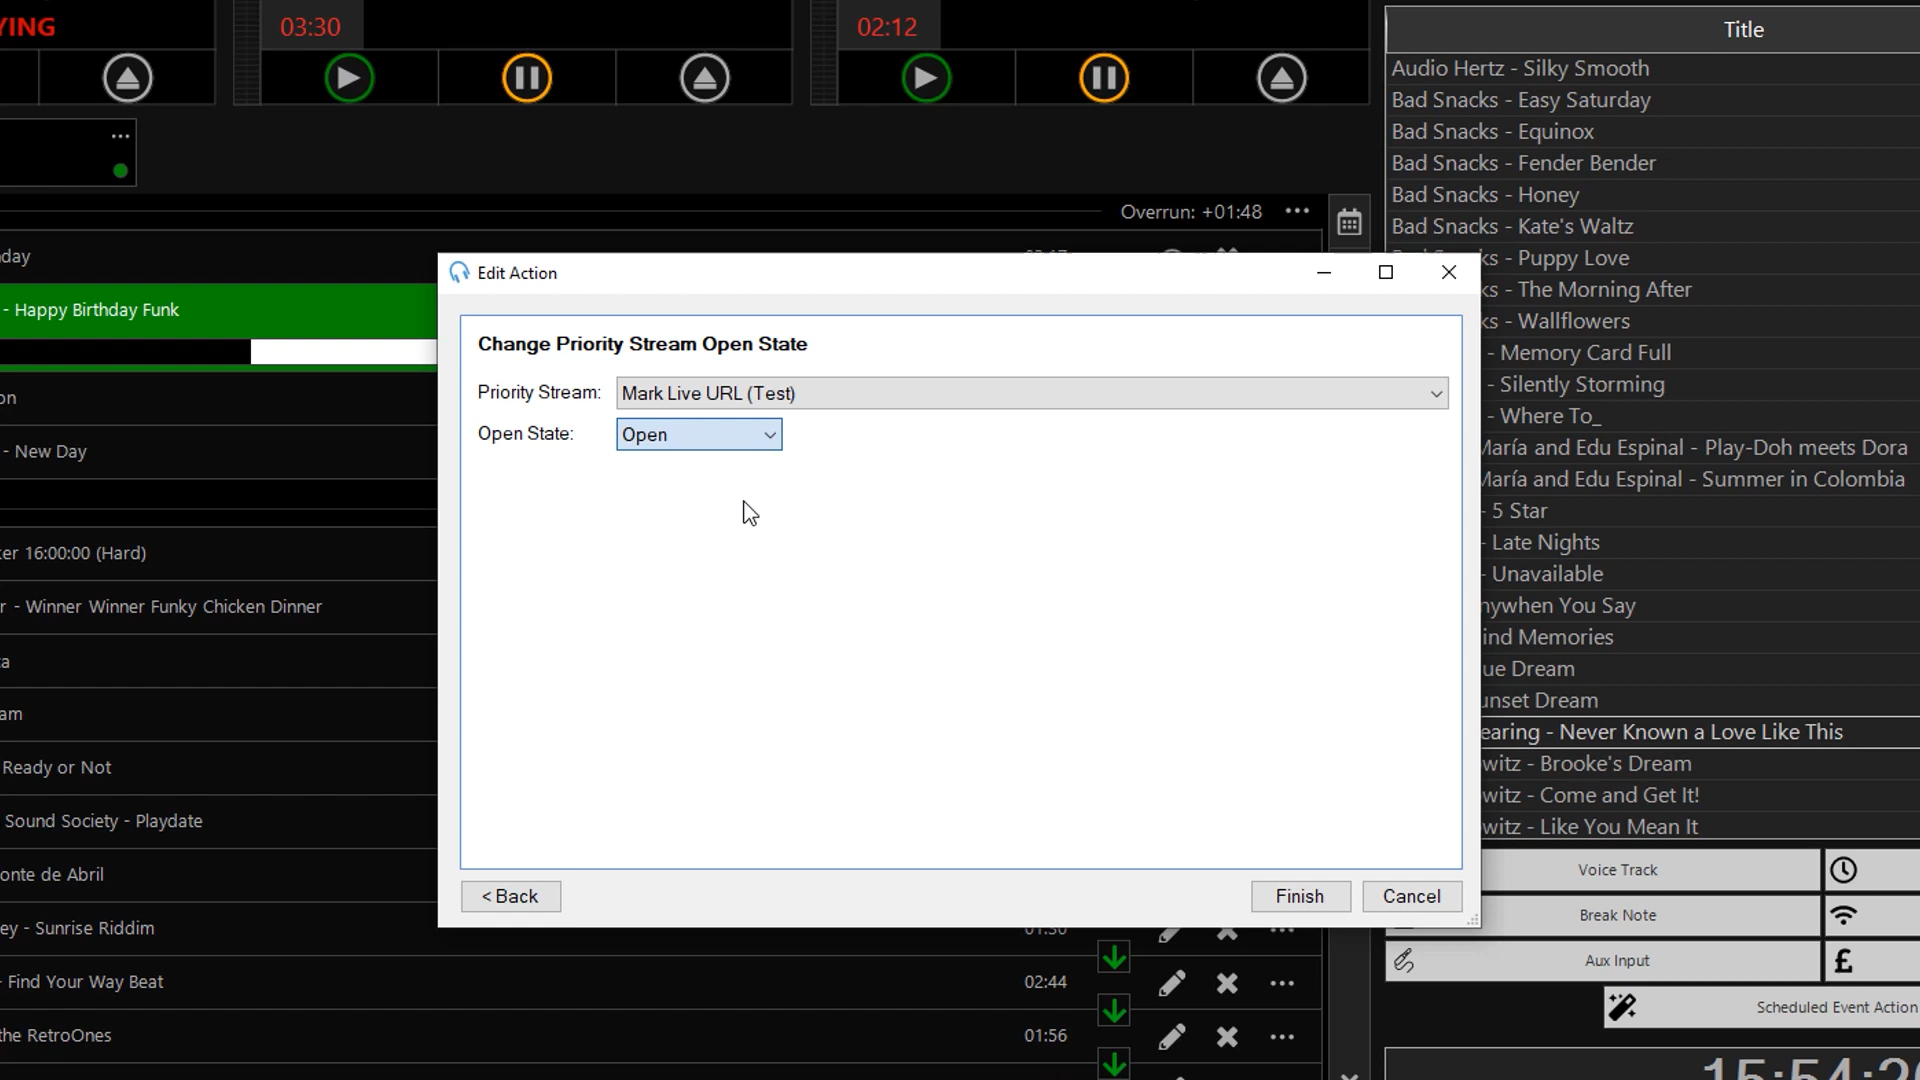 YING
03:30
02:12
Title
Audio Hertz - Silky Smooth
Bad Snacks - Easy Saturday
Bad Snacks - Equinox
Bad Snacks - Fender Bender
Bad Snacks - Honey
Bad Snacks - Kate's Waltz
ks - Puppy Love
ks - The Morning After
ks - Wallflowers
- Memory Card Full
- Silently Storming
- Where To_
María and Edu Espinal - Play-Doh meets Dora
María and Edu Espinal - Summer in Colombia
- 5 Star
- Late Nights
- Unavailable
nywhen You Say
ind Memories
ue Dream
unset Dream
earing - Never Known a Love Like This
witz - Brooke's Dream
witz - Come and Get It!
witz - Like You Mean It
Overrun: +01:48
day
- Happy Birthday Funk
on
- New Day
ker 16:00:00 (Hard)
r - Winner Winner Funky Chicken Dinner
ta
am
Ready or Not
Sound Society - Playdate
onte de Abril
ey - Sunrise Riddim
01:30
- Find Your Way Beat
02:44
the RetroOnes
01:56
Edit Action
Change Priority Stream Open State
Priority Stream: Mark Live URL (Test)
Open State: Open
< Back
Finish
Cancel
Voice Track
Break Note
Aux Input
£
Scheduled Event Action
15:54:2